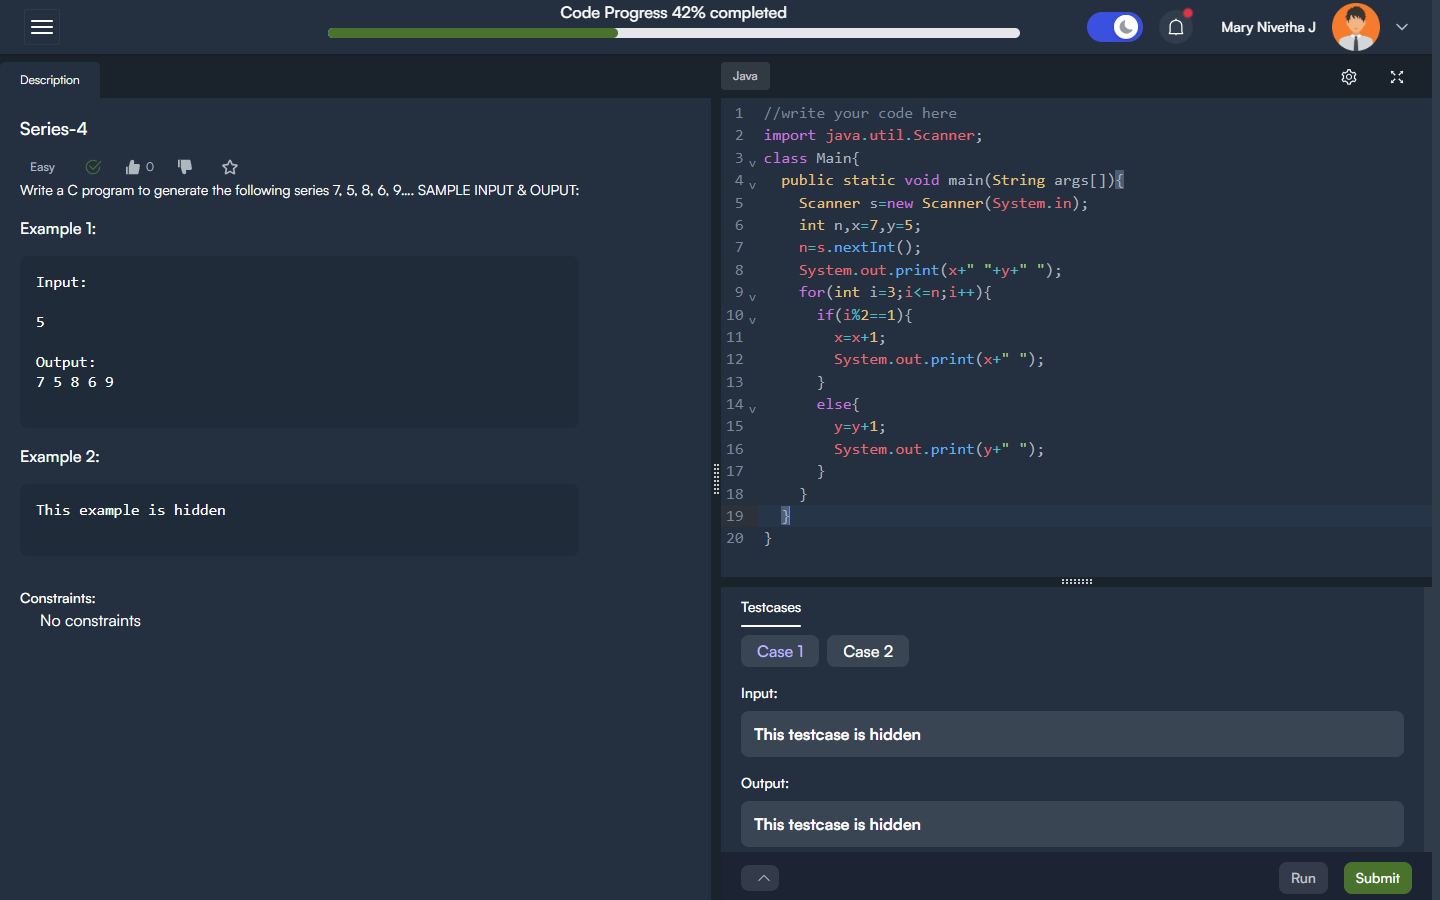 Code Progress 42% completed
Mary Nivetha J
Description
Series-4
Easy
0
Write a C program to generate the following series 7, 5, 8, 6, 9.... SAMPLE INPUT & OUPUT:
Example 1:
Input:
5
Output:
7 5 8 6 9
Example 2:
This example is hidden
Constraints:
No constraints
Java
1 //write your code here
2 import java.util.Scanner;
3 class Main{
4 public static void main(String args[]){
5 Scanner s=new Scanner(System.in);
6 int n,x=7,y=5;
7 n=s.nextInt();
8 System.out.print(x+" "+y+" ");
9 for(int i=3;i<=n;i++){
10 if(i%2==1){
11 x=x+1;
12 System.out.print(x+" ");
13 }
14 else{
15 y=y+1;
16 System.out.print(y+" ");
17 }
18 }
19 }
20 }
Testcases
Case 1 Case 2
Input:
This testcase is hidden
Output:
This testcase is hidden
Run Submit